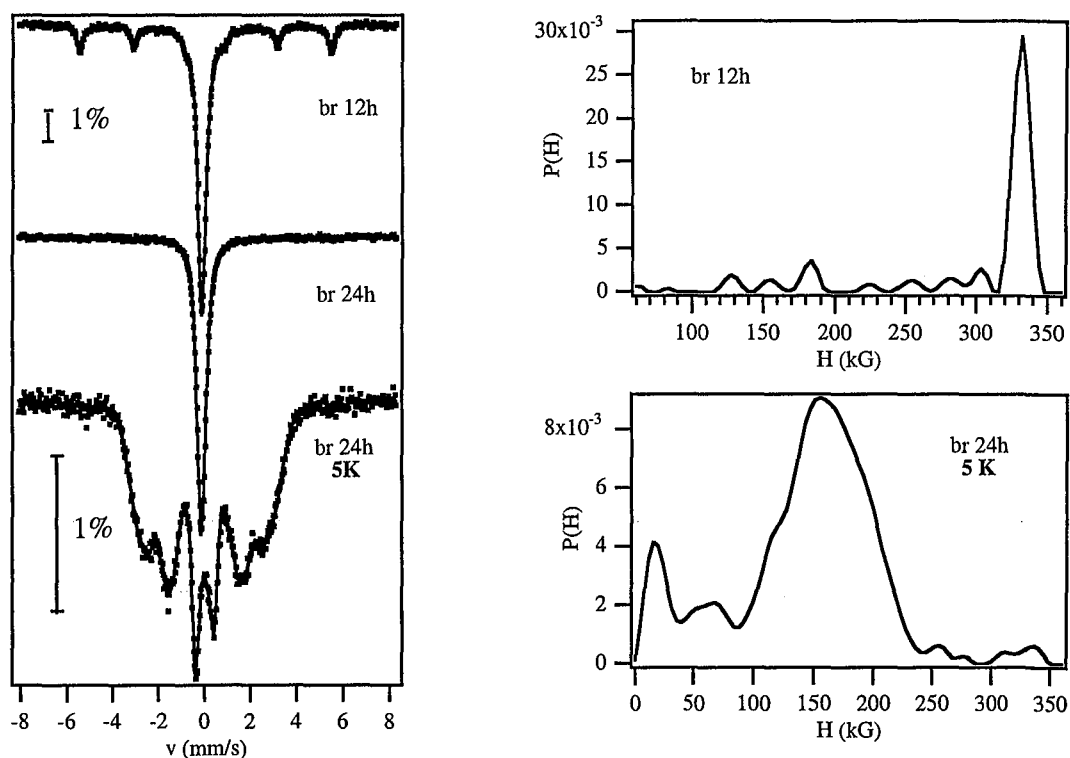 br 12h
1%
br 24h
br 24h
5K
1%
-8 -6 -4 -2 0 2 4 6 8
v (mm/s)
30x10⁻³
25
20
15
10
5
0
P(H)
br 12h
100 150 200 250 300 350
H (kG)
8x10⁻³
6
4
2
0
P(H)
br 24h
5 K
0 50 100 150 200 250 300 350
H (kG)